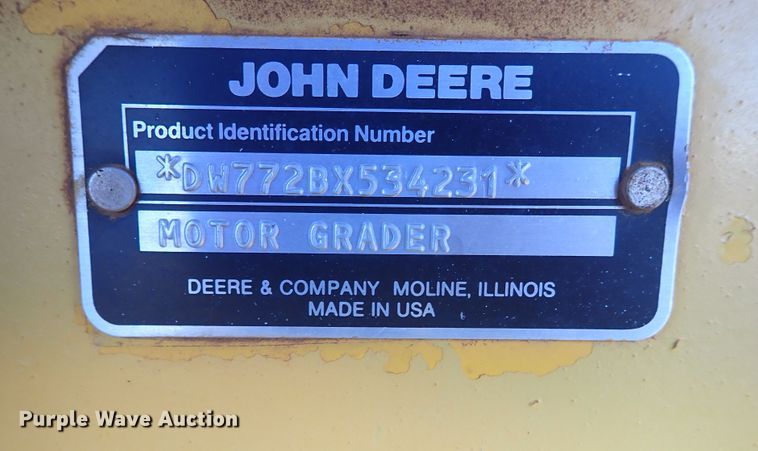 JOHN DEERE
Product Identification Number
*DW772BX534231*
MOTOR GRADER
DEERE & COMPANY MOLINE, ILLINOIS
MADE IN USA
Purple Wave Auction